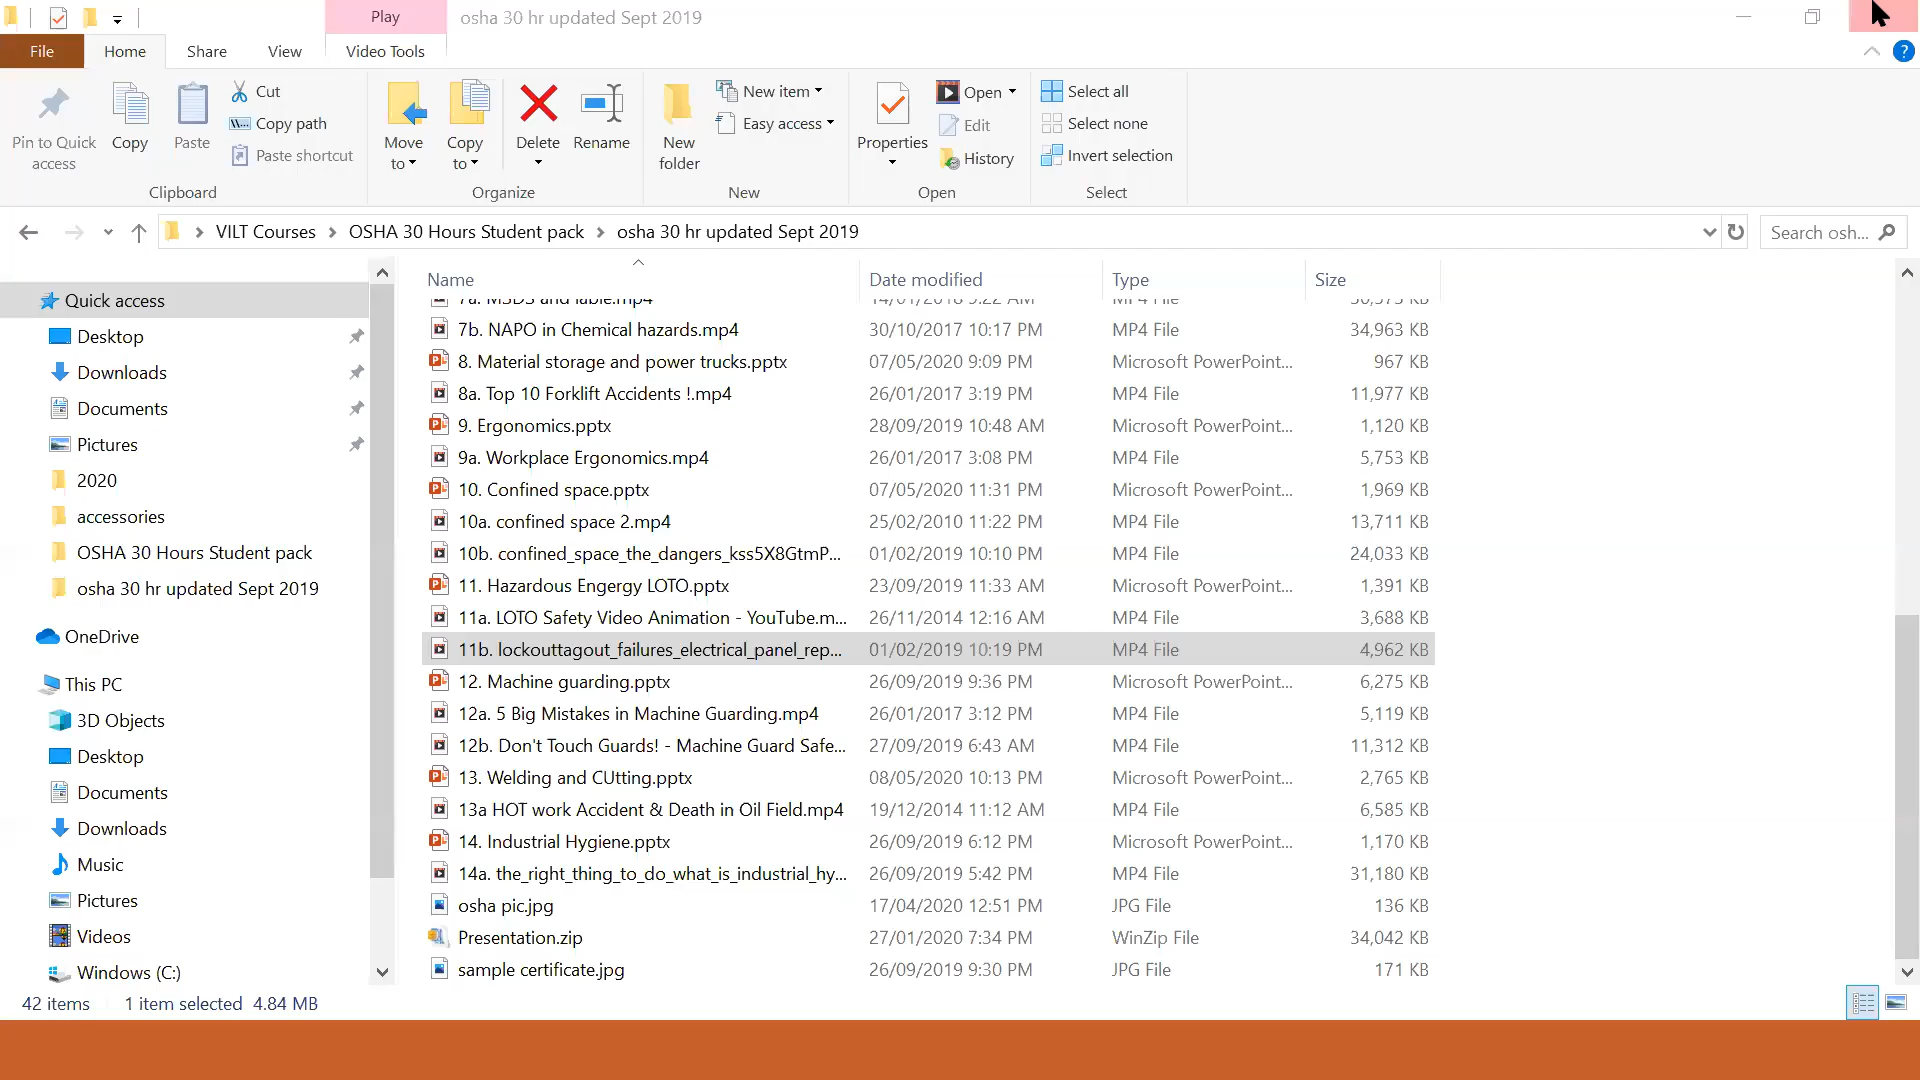 Play
osha 30 hr updated Sept 2019
File
Home
Share
View
Video Tools
Pin to Quick access
Copy
Paste
Cut
Copy path
Paste shortcut
Clipboard
Move to
Copy to
Delete
Rename
Organize
New folder
New item
Easy access
New
Properties
Open
Edit
History
Open
Select all
Select none
Invert selection
Select
VILT Courses
OSHA 30 Hours Student pack
osha 30 hr updated Sept 2019
Search osh...
Quick access
Desktop
Downloads
Documents
Pictures
2020
accessories
OSHA 30 Hours Student pack
osha 30 hr updated Sept 2019
OneDrive
This PC
3D Objects
Desktop
Documents
Downloads
Music
Pictures
Videos
Windows (C:)
Name Date modified Type Size
7a. MSDS and lable.mp4 14/01/2018 9:22 AM MP4 File
7b. NAPO in Chemical hazards.mp4 30/10/2017 10:17 PM MP4 File 34,963 KB
8. Material storage and power trucks.pptx 07/05/2020 9:09 PM Microsoft PowerPoint... 967 KB
8a. Top 10 Forklift Accidents !.mp4 26/01/2017 3:19 PM MP4 File 11,977 KB
9. Ergonomics.pptx 28/09/2019 10:48 AM Microsoft PowerPoint... 1,120 KB
9a. Workplace Ergonomics.mp4 26/01/2017 3:08 PM MP4 File 5,753 KB
10. Confined space.pptx 07/05/2020 11:31 PM Microsoft PowerPoint... 1,969 KB
10a. confined space 2.mp4 25/02/2010 11:22 PM MP4 File 13,711 KB
10b. confined_space_the_dangers_kss5X8GtmP... 01/02/2019 10:10 PM MP4 File 24,033 KB
11. Hazardous Engergy LOTO.pptx 23/09/2019 11:33 AM Microsoft PowerPoint... 1,391 KB
11a. LOTO Safety Video Animation - YouTube.m... 26/11/2014 12:16 AM MP4 File 3,688 KB
11b. lockouttagout_failures_electrical_panel_rep... 01/02/2019 10:19 PM MP4 File 4,962 KB
12. Machine guarding.pptx 26/09/2019 9:36 PM Microsoft PowerPoint... 6,275 KB
12a. 5 Big Mistakes in Machine Guarding.mp4 26/01/2017 3:12 PM MP4 File 5,119 KB
12b. Don't Touch Guards! - Machine Guard Safe... 27/09/2019 6:43 AM MP4 File 11,312 KB
13. Welding and CUtting.pptx 08/05/2020 10:13 PM Microsoft PowerPoint... 2,765 KB
13a HOT work Accident & Death in Oil Field.mp4 19/12/2014 11:12 AM MP4 File 6,585 KB
14. Industrial Hygiene.pptx 26/09/2019 6:12 PM Microsoft PowerPoint... 1,170 KB
14a. the_right_thing_to_do_what_is_industrial_hy... 26/09/2019 5:42 PM MP4 File 31,180 KB
osha pic.jpg 17/04/2020 12:51 PM JPG File 136 KB
Presentation.zip 27/01/2020 7:34 PM WinZip File 34,042 KB
sample certificate.jpg 26/09/2019 9:30 PM JPG File 171 KB
42 items 1 item selected 4.84 MB